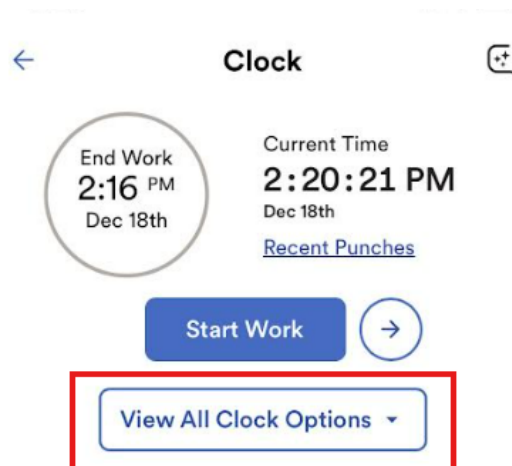 Clock
End Work
2:16 PM
Dec 18th
Current Time
2:20:21 PM
Dec 18th
Recent Punches
Start Work
View All Clock Options